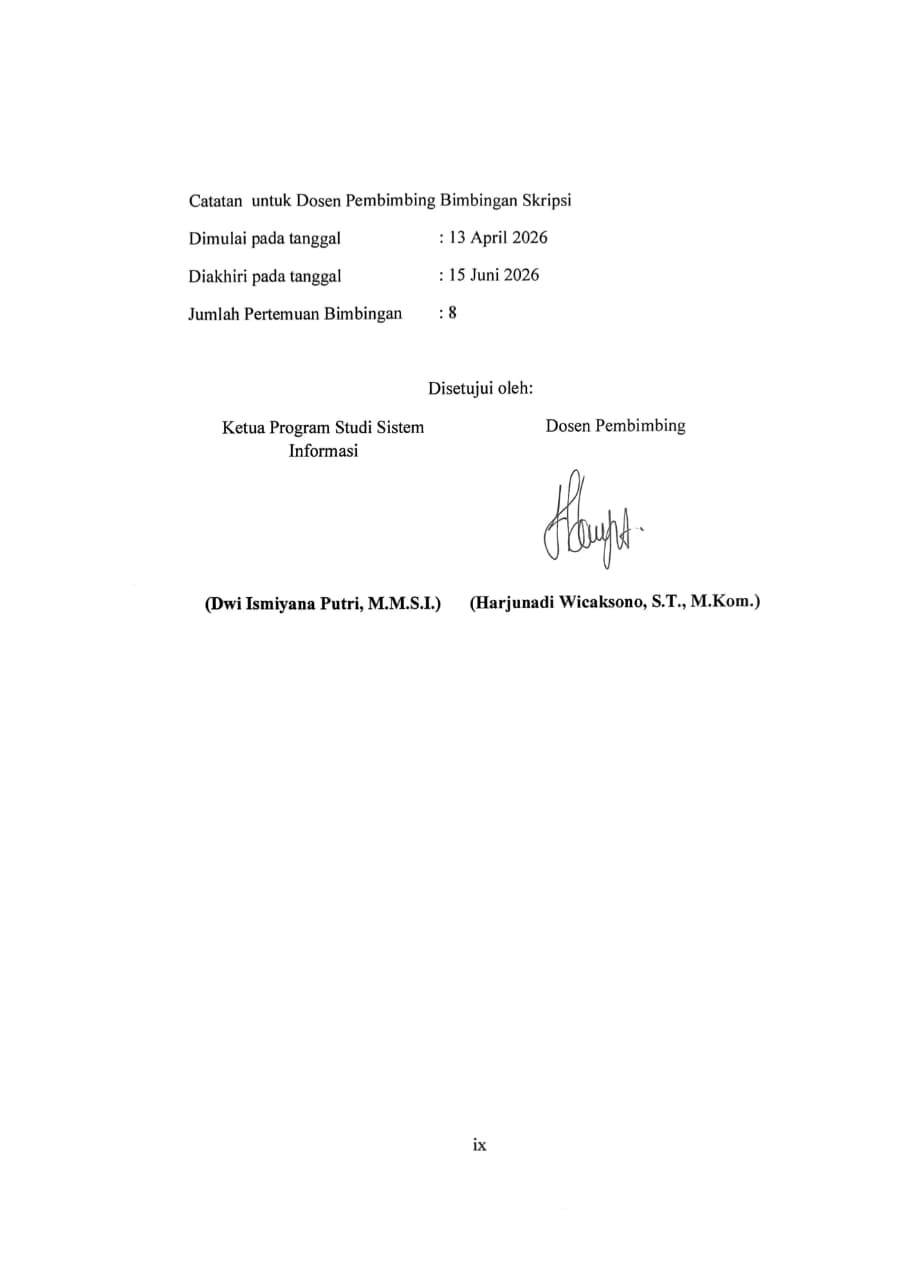 Catatan untuk Dosen Pembimbing Bimbingan Skripsi
Dimulai pada tanggal : 13 April 2026
Diakhiri pada tanggal : 15 Juni 2026
Jumlah Pertemuan Bimbingan : 8
Disetujui oleh:
Ketua Program Studi Sistem
Informasi
Dosen Pembimbing
(Dwi Ismiyana Putri, M.M.S.I.)
(Harjunadi Wicaksono, S.T., M.Kom.)
ix